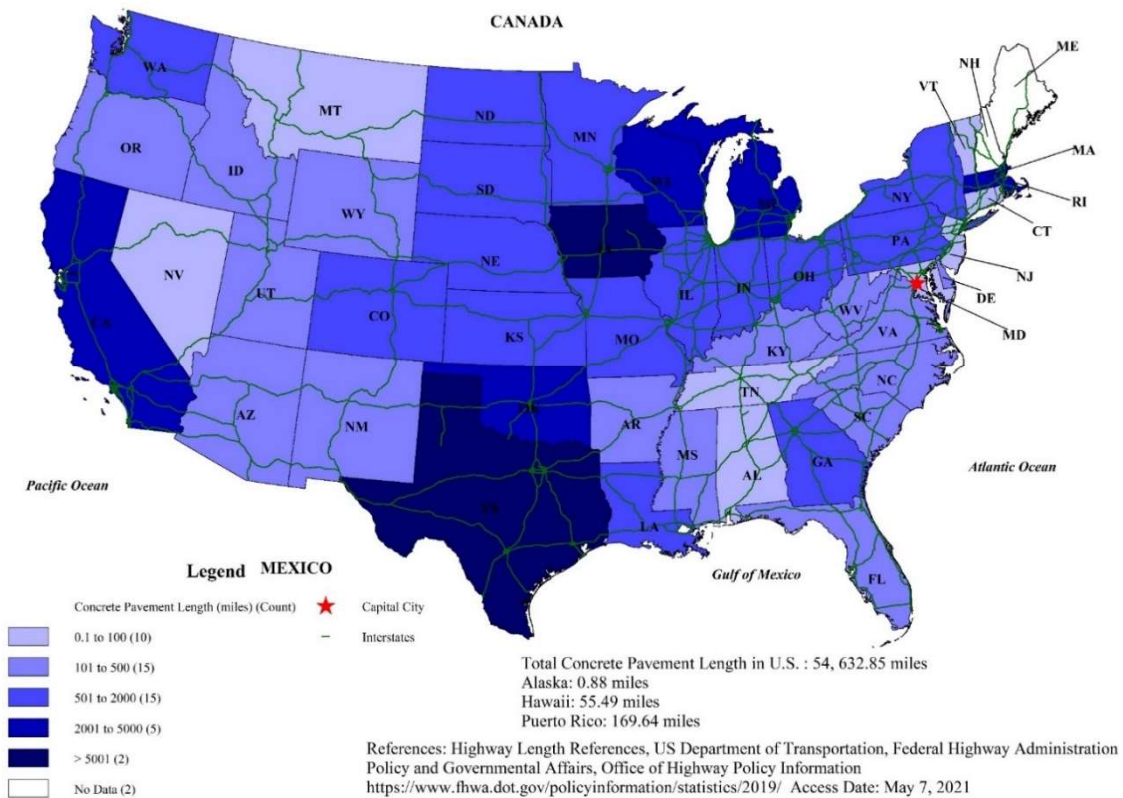 CANADA
ME
NH
VT
WA
MT
ND
MN
MA
OR
ID
SD
NY
RI
WY
CT
PA
NE
NJ
NV
UT
IL
IN
OH
DE
CO
WV
MD
KS
MO
VA
KY
CA
NC
TN
OK
AZ
NM
AR
SC
MS
AL
GA
Pacific Ocean
Atlantic Ocean
TX
LA
Legend
MEXICO
Gulf of Mexico
FL
Concrete Pavement Length (miles) (Count)
Capital City
0.1 to 100 (10)
Interstates
101 to 500 (15)
501 to 2000 (15)
2001 to 5000 (5)
> 5001 (2)
No Data (2)
Total Concrete Pavement Length in U.S. : 54, 632.85 miles
Alaska: 0.88 miles
Hawaii: 55.49 miles
Puerto Rico: 169.64 miles
References: Highway Length References, US Department of Transportation, Federal Highway Administration
Policy and Governmental Affairs, Office of Highway Policy Information
https://www.fhwa.dot.gov/policyinformation/statistics/2019/ Access Date: May 7, 2021